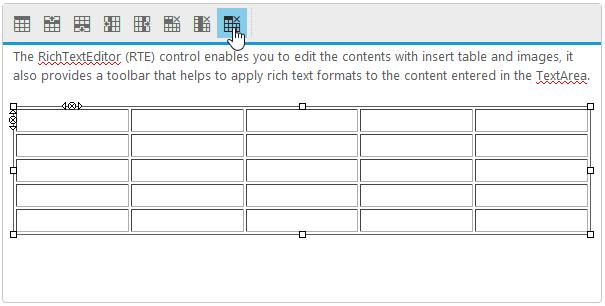 The RichTextEditor (RTE) control enables you to edit the contents with insert table and images, it
also provides a toolbar that helps to apply rich text formats to the content entered in the TextArea.